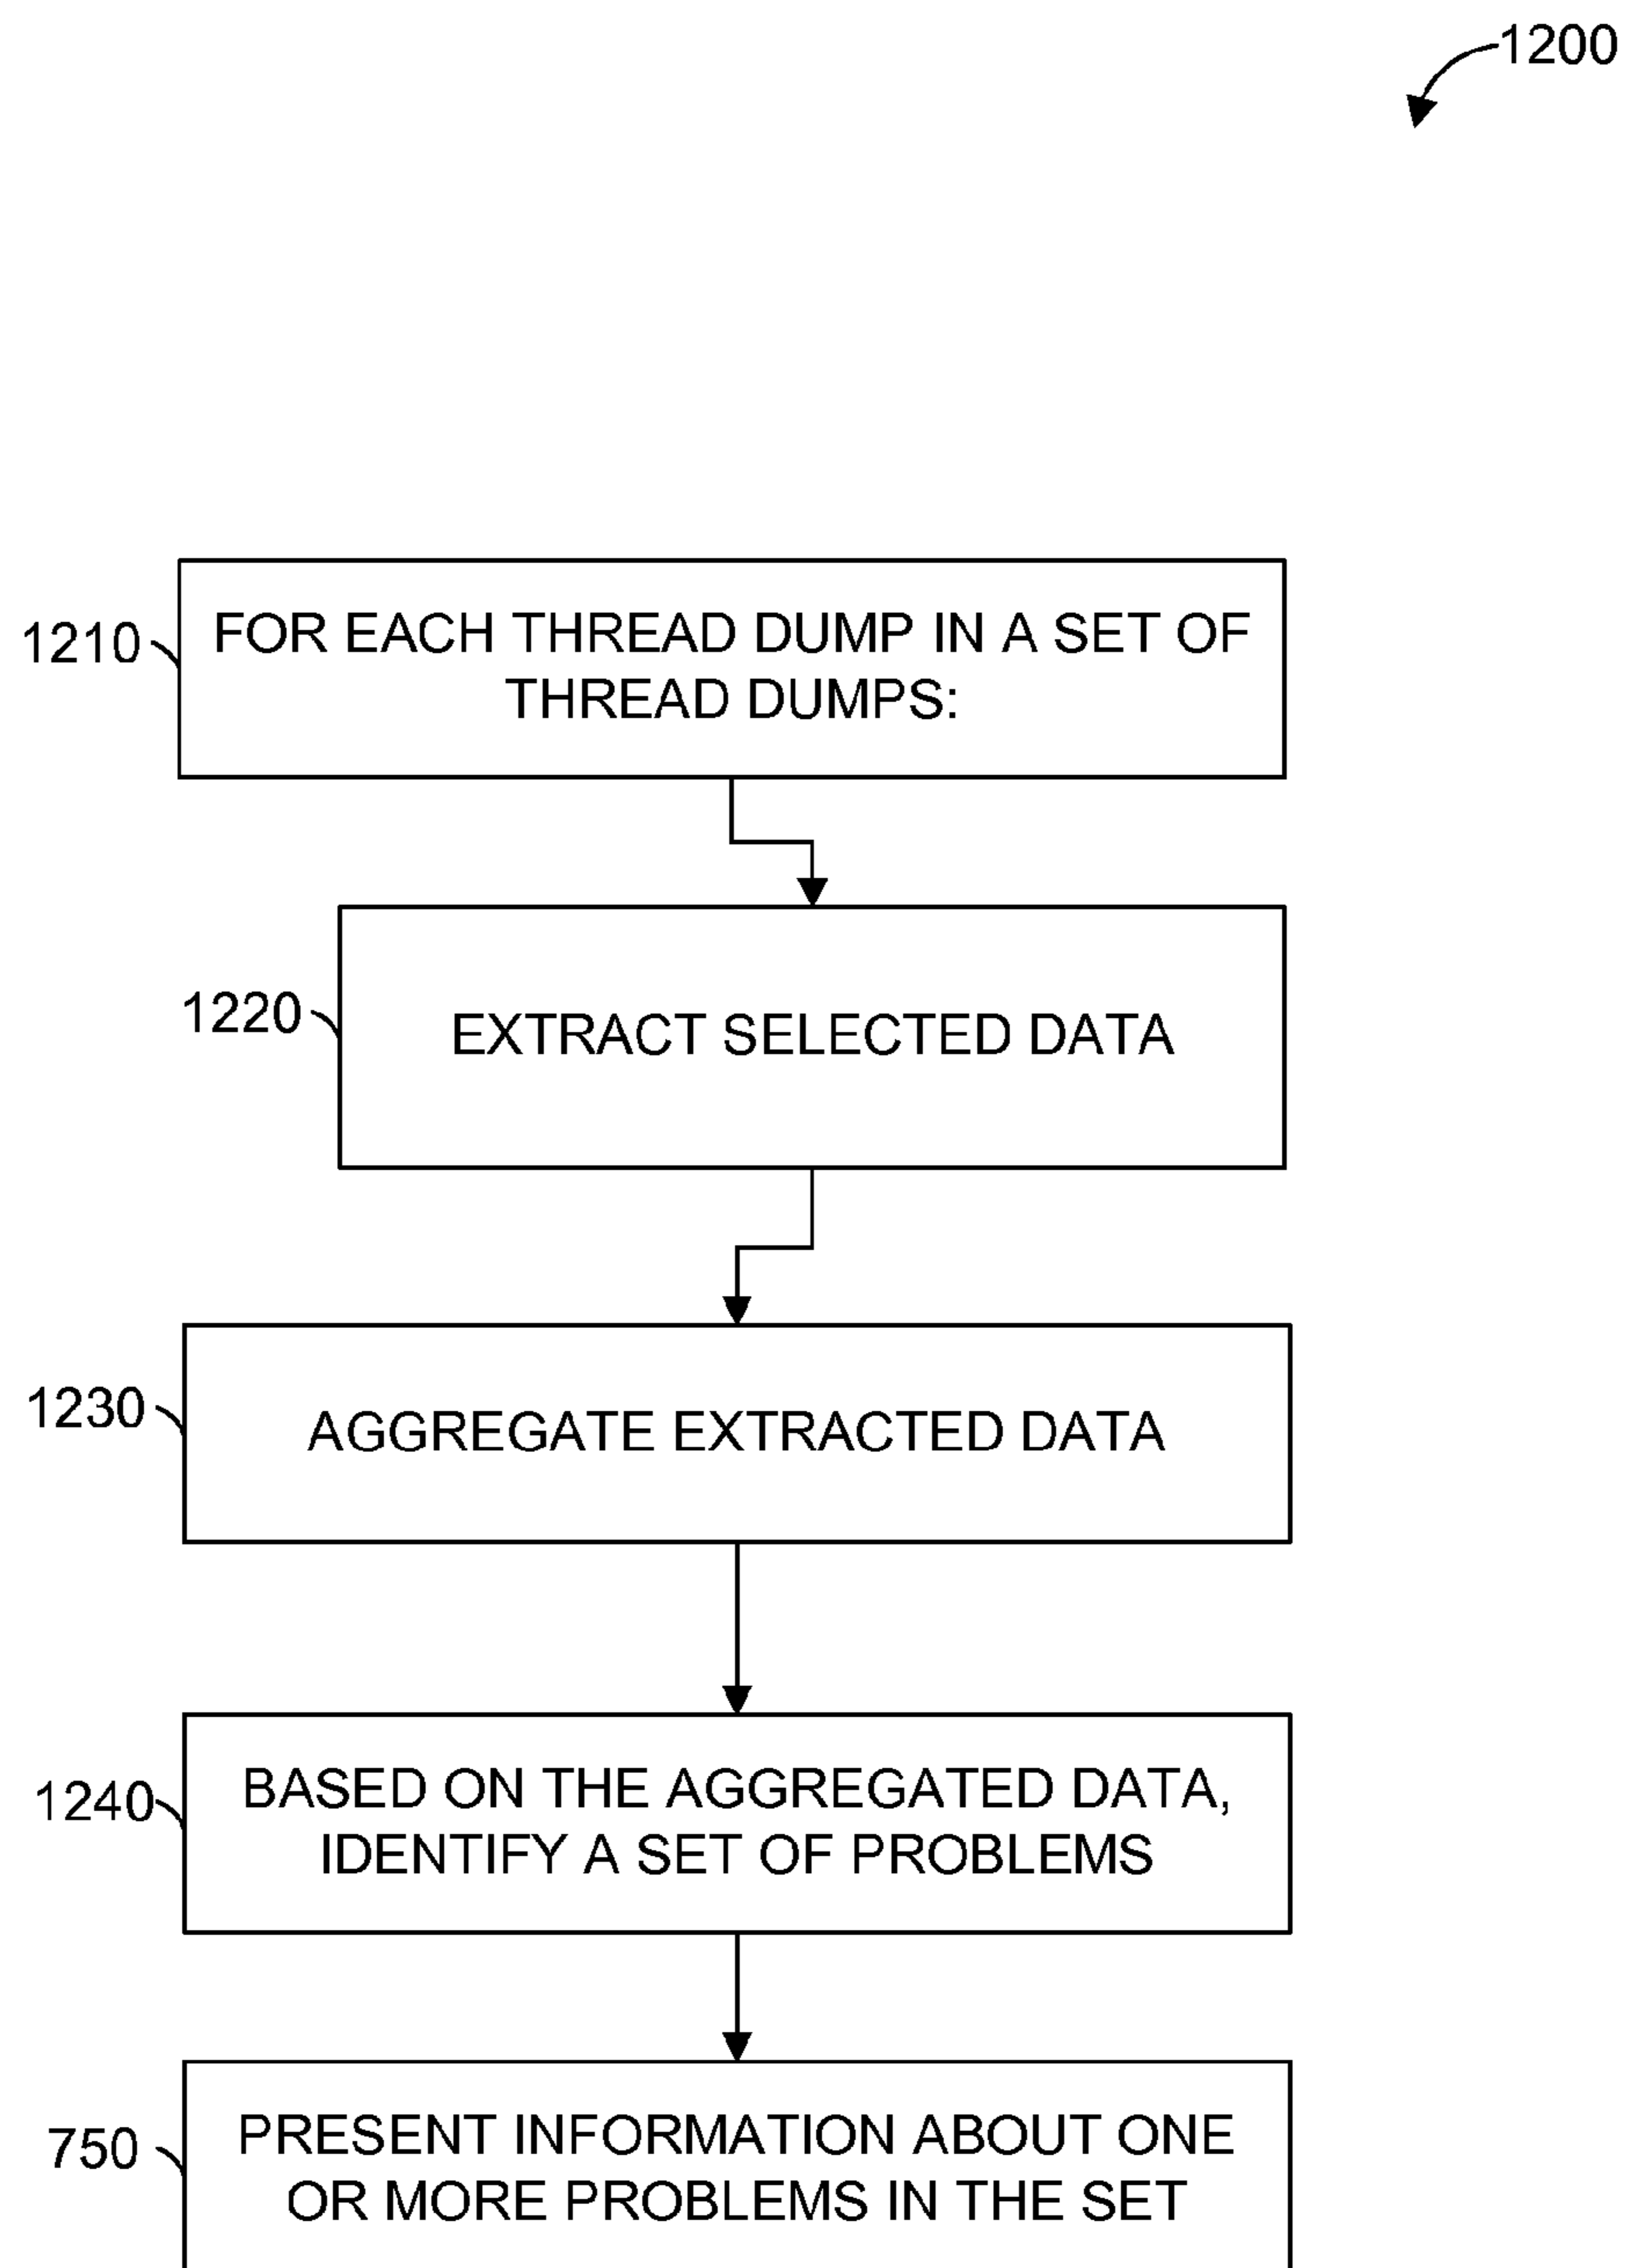 1200
1210
FOR EACH THREAD DUMP IN A SET OF
THREAD DUMPS:
1220
EXTRACT SELECTED DATA
1230
AGGREGATE EXTRACTED DATA
1240
BASED ON THE AGGREGATED DATA,
IDENTIFY A SET OF PROBLEMS
750
PRESENT INFORMATION ABOUT ONE
OR MORE PROBLEMS IN THE SET